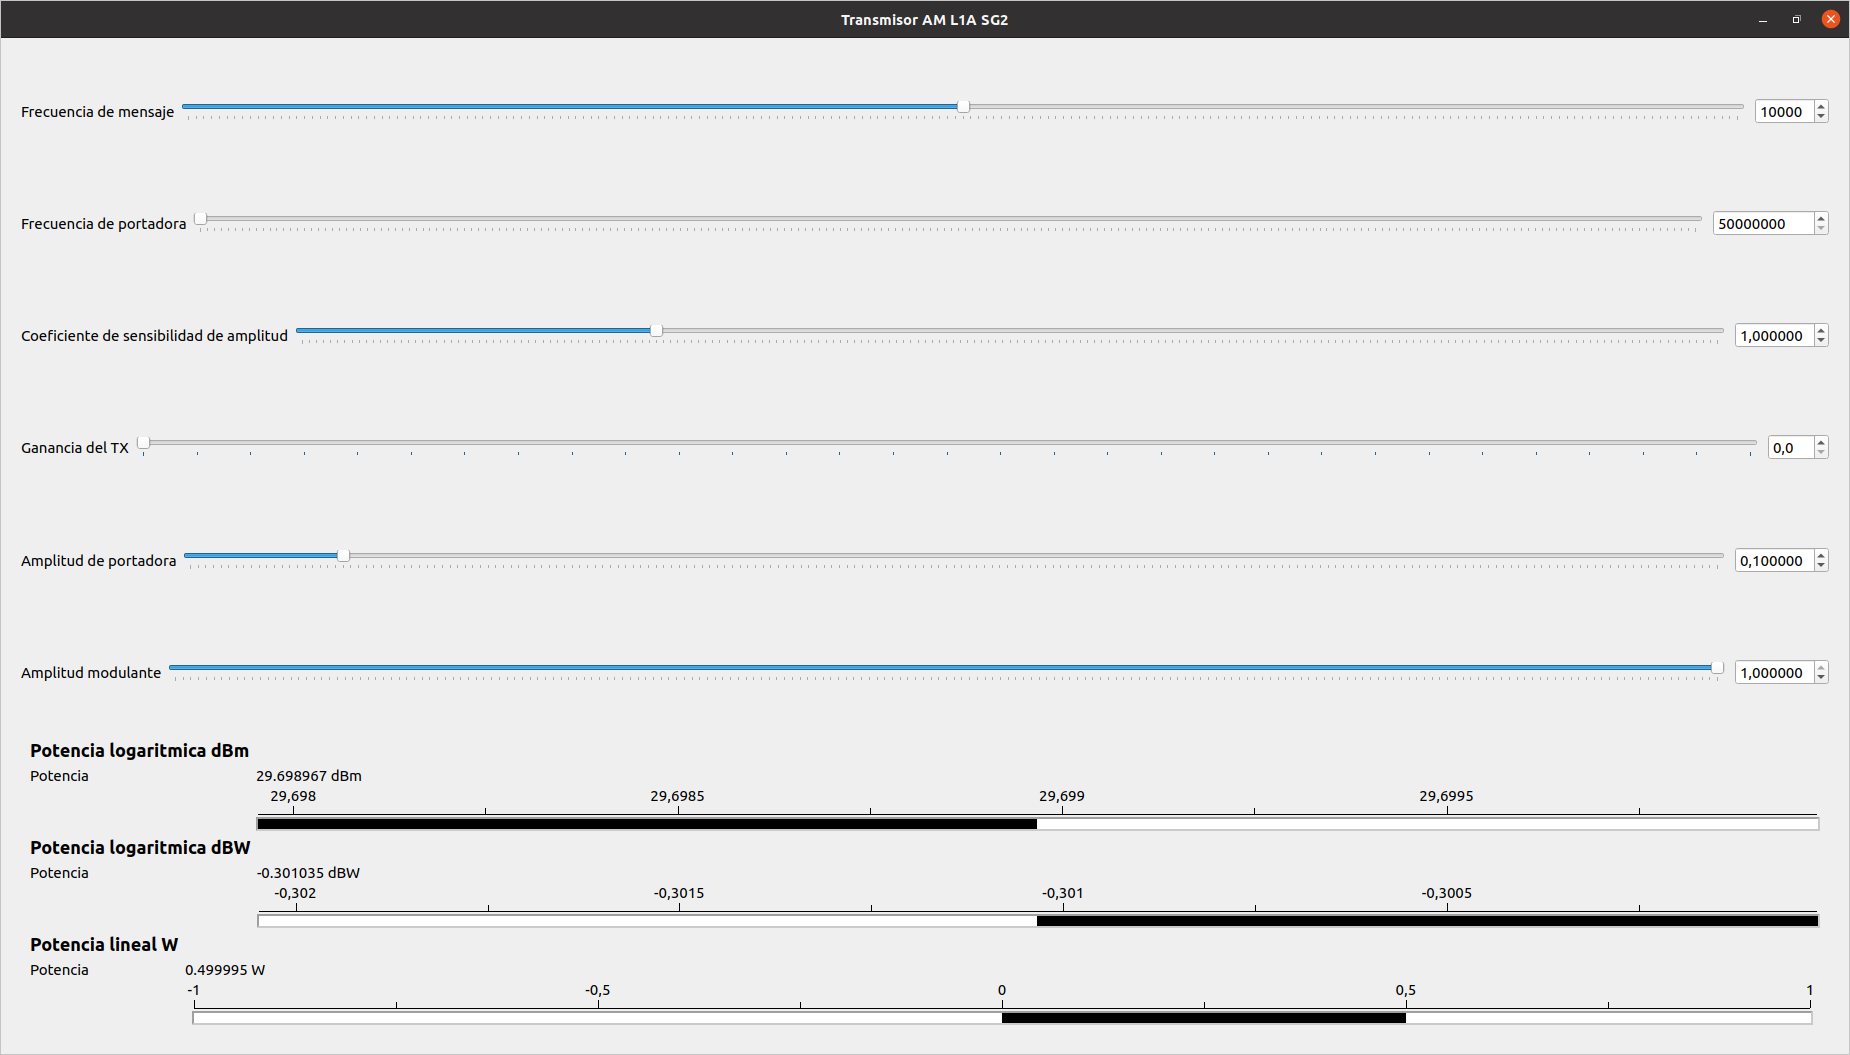 Transmisor AM L1A SG2
Frecuencia de mensaje 10000
Frecuencia de portadora 50000000
Coeficiente de sensibilidad de amplitud 1,000000
Ganancia del TX 0,0
Amplitud de portadora 0,100000
Amplitud modulante 1,000000
Potencia logaritmica dBm
Potencia 29.698967 dBm
29,698 29,6985 29,699 29,6995
Potencia logaritmica dBW
Potencia -0.301035 dBW
-0,302 -0,3015 -0,301 -0,3005
Potencia lineal W
Potencia 0.499995 W
-1 -0,5 0 0,5 1